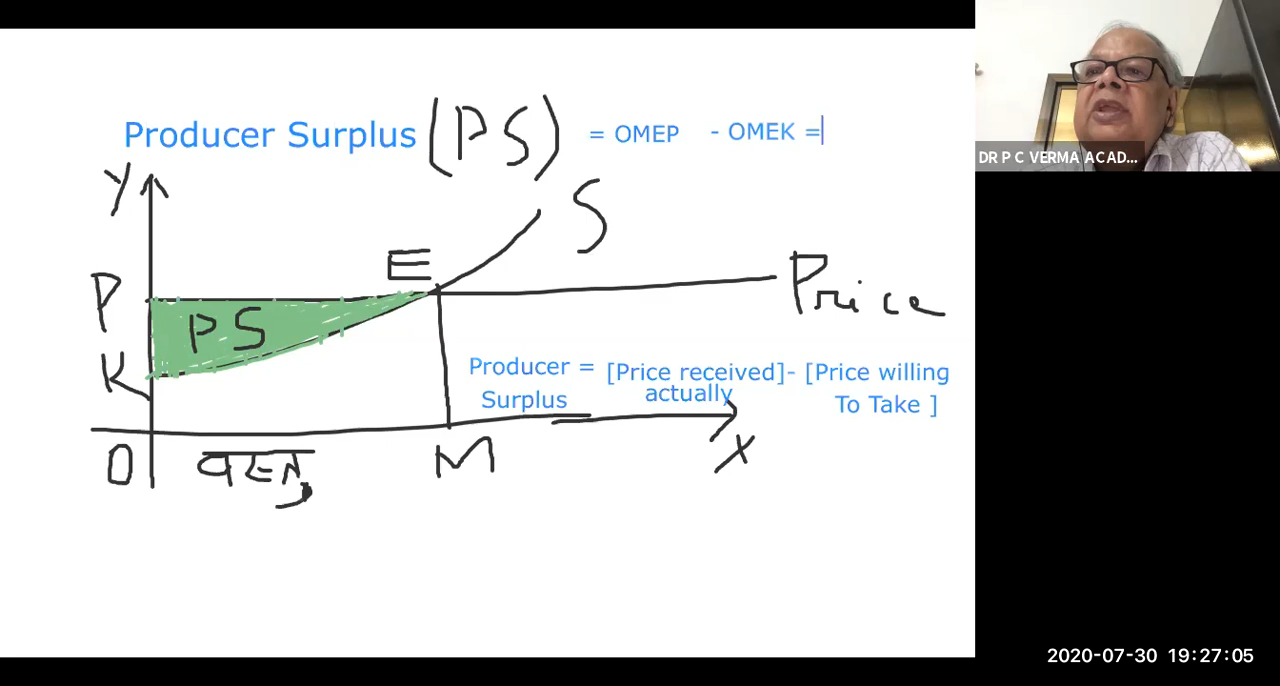 Producer Surplus (PS) = OMEP - OMEK =
DR P C VERMA ACAD...
Y
S
E
P
Price
PS
K
Producer = [Price received] - [Price willing
Surplus actually To Take ]
O
वस्तु
M
X
2020-07-30 19:27:05